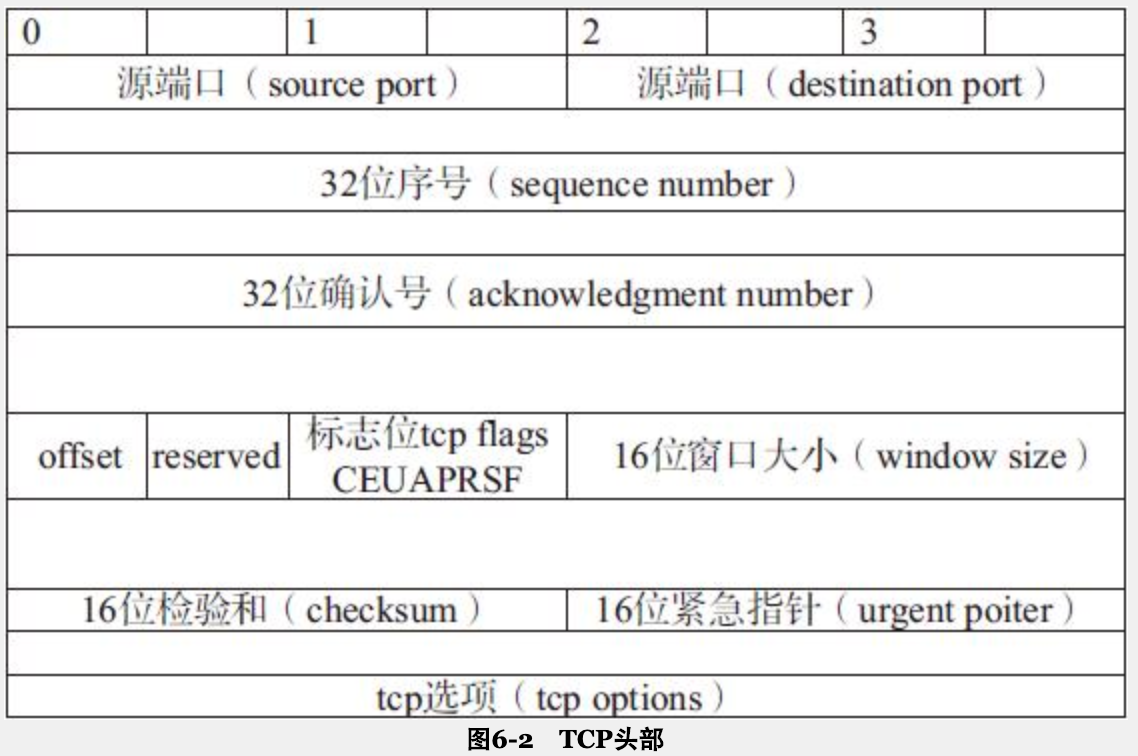 0 1 2 3
源端口（source port） 源端口（destination port）
32位序号（sequence number）
32位确认号（acknowledgment number）
offset reserved 标志位tcp flags 16位窗口大小（window size）
CEUAPRSF
16位检验和（checksum） 16位紧急指针（urgent poiter）
tcp选项（tcp options）
图6-2 TCP头部